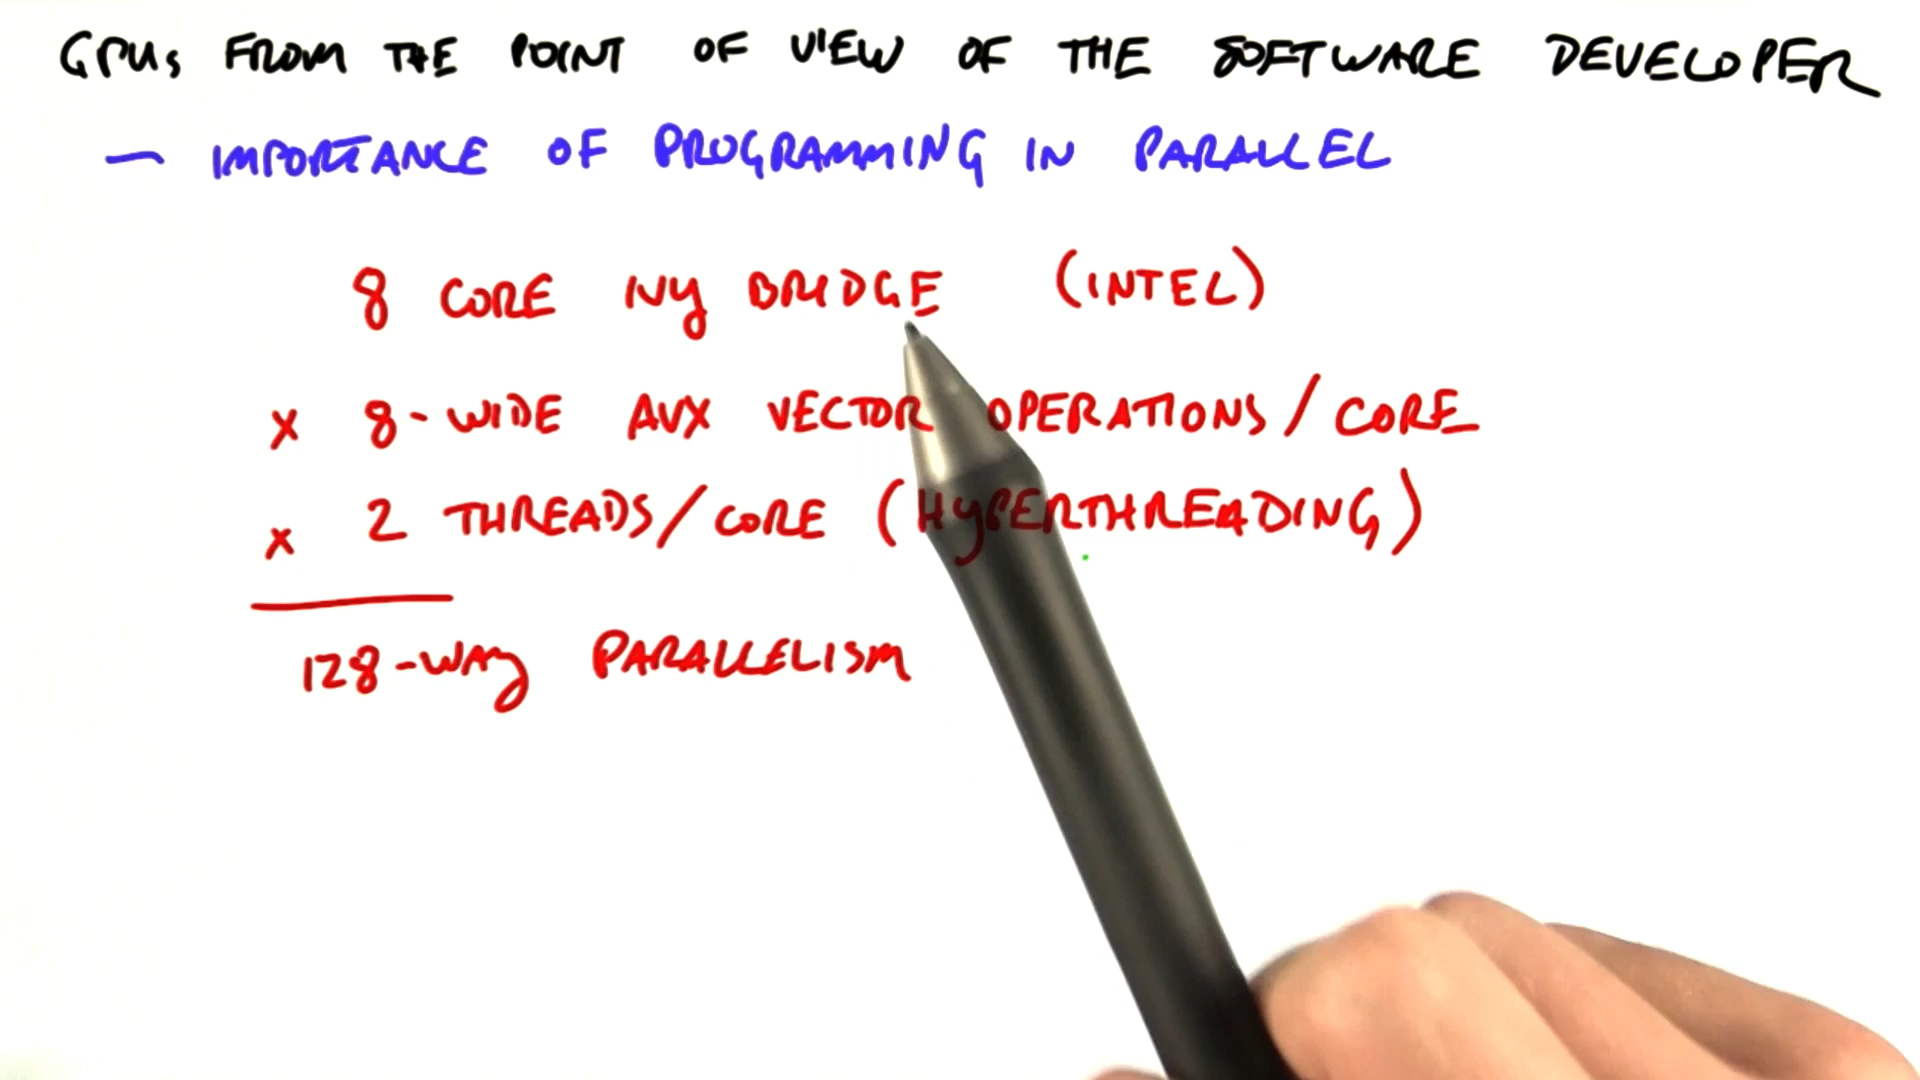 GPUs FROM THE POINT OF VIEW OF THE SOFTWARE DEVELOPER
— IMPORTANCE OF PROGRAMMING IN PARALLEL
8 CORE IVY BRIDGE (INTEL)
x 8-WIDE AVX VECTOR OPERATIONS/CORE
x 2 THREADS/CORE (HYPERTHREADING)
128-WAY PARALLELISM